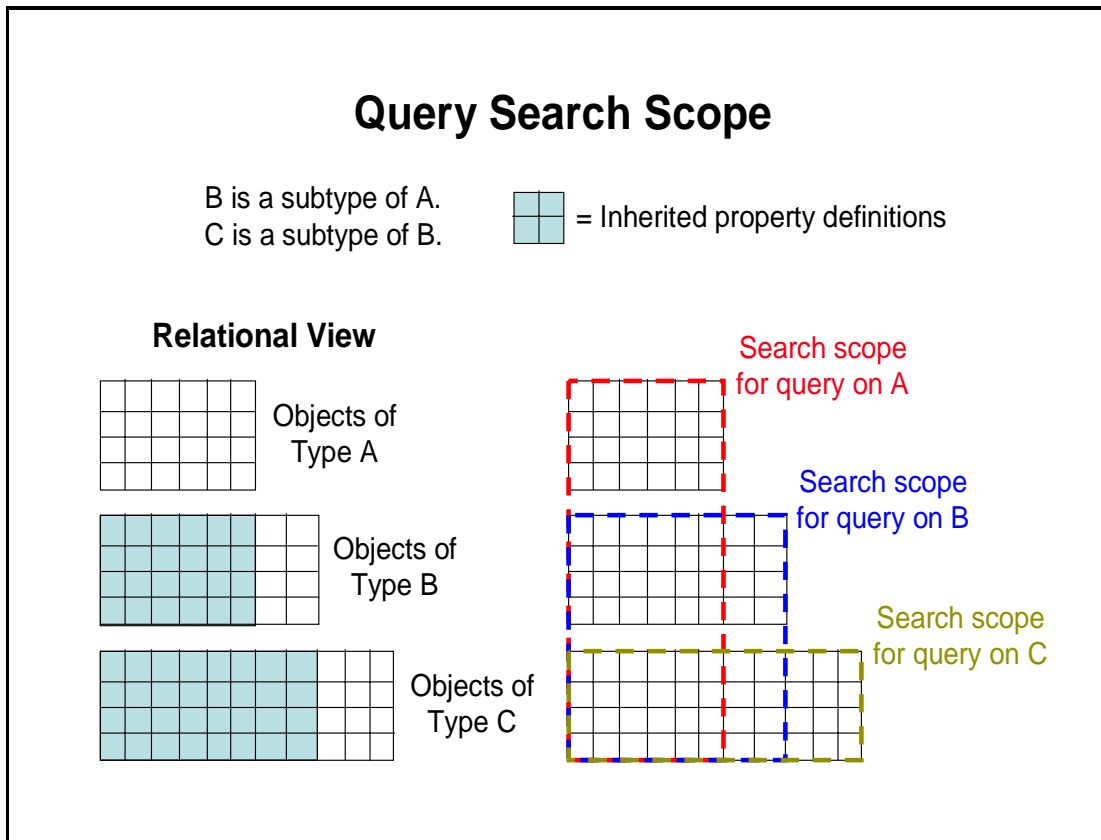 Query Search Scope
B is a subtype of A.
C is a subtype of B.
= Inherited property definitions
Relational View
Objects of
Type A
Objects of
Type B
Objects of
Type C
Search scope
for query on A
Search scope
for query on B
Search scope
for query on C